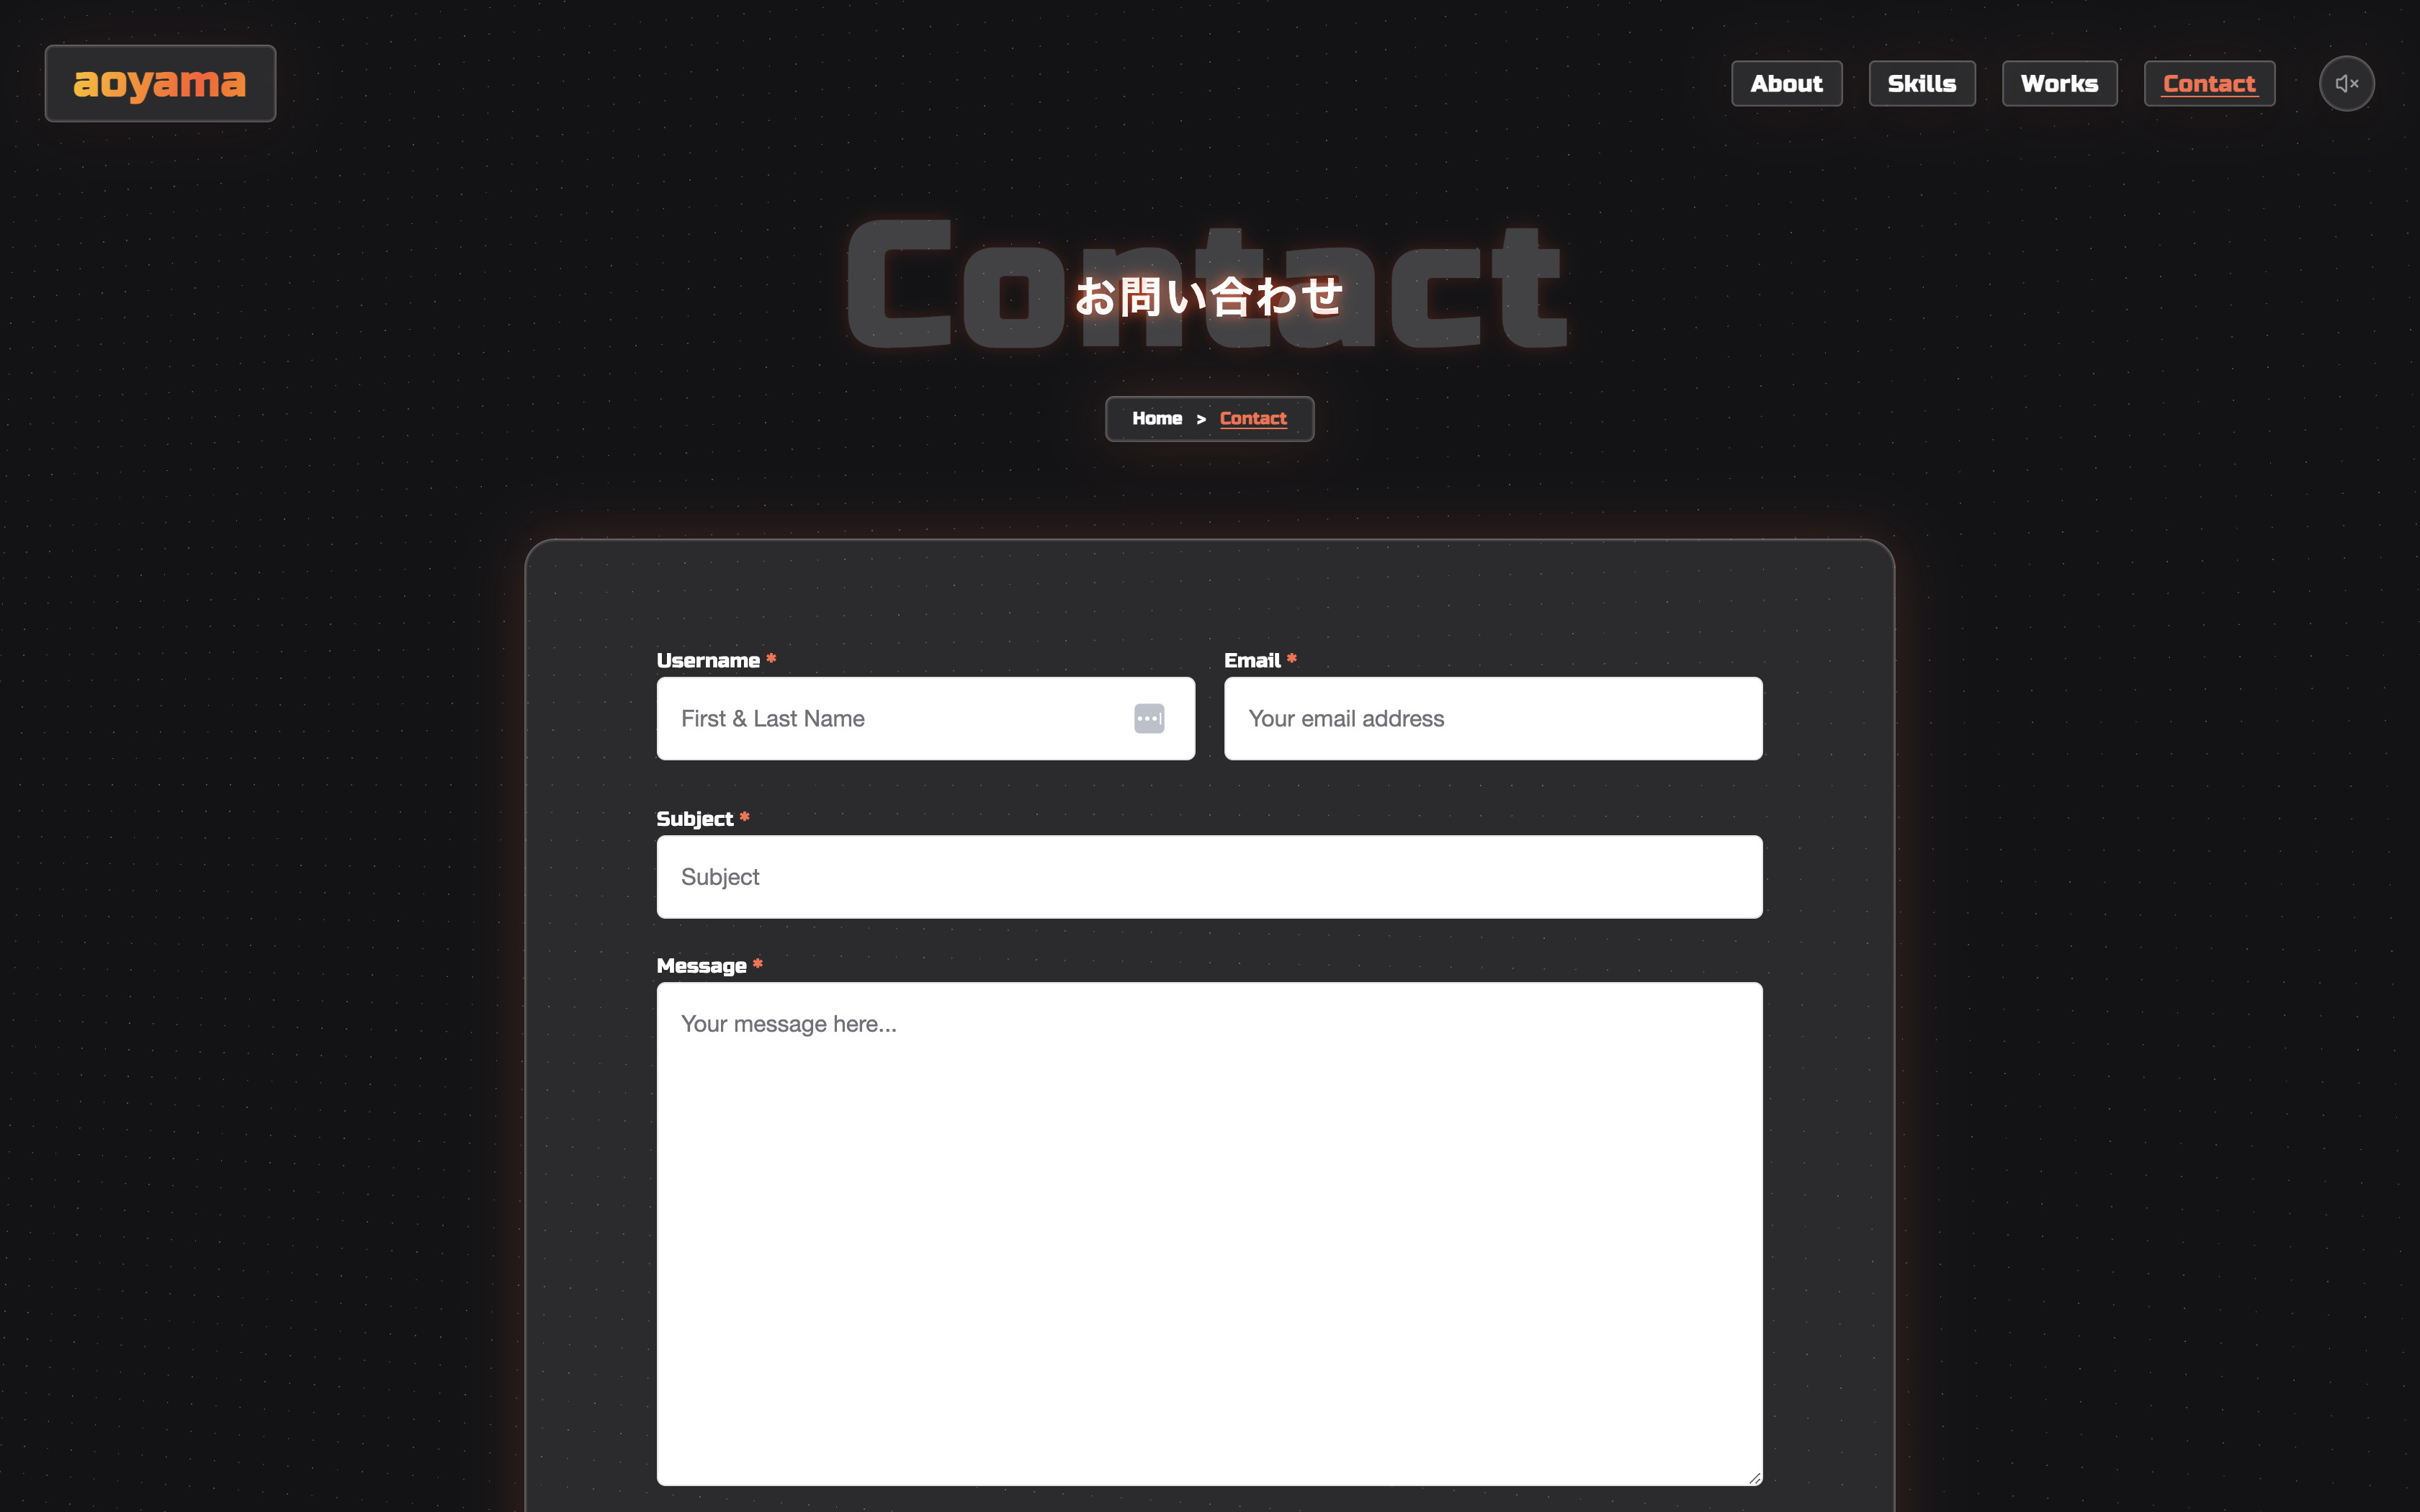 aoyama
About Skills Works Contact
Contact
お問い合わせ
Home > Contact
Username * Email *
First & Last Name Your email address
Subject *
Subject
Message *
Your message here...